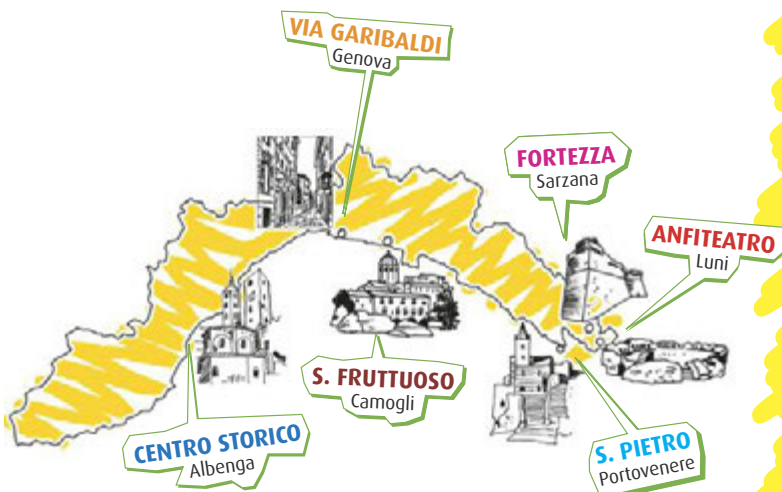 VIA GARIBALDI
Genova
FORTEZZA
Sarzana
ANFITEATRO
Luni
S. FRUTTUOSO
Camogli
CENTRO STORICO
Albenga
S. PIETRO
Portovenere